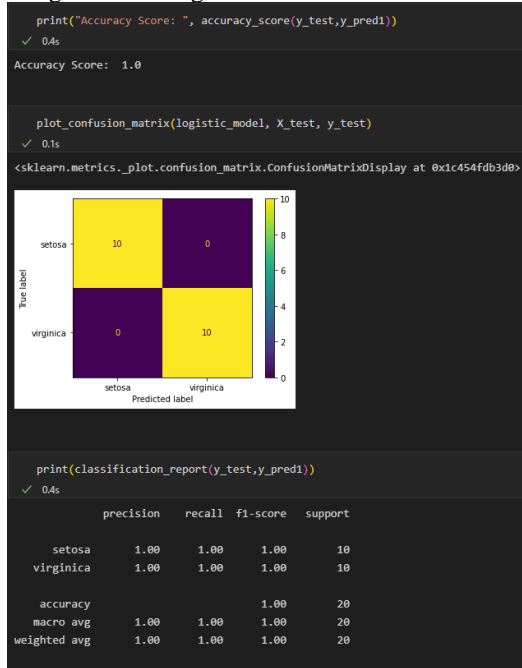 print("Accuracy Score: ", accuracy_score(y_test,y_pred1))
✓ 0.4s
Accuracy Score:  1.0
plot_confusion_matrix(logistic_model, X_test, y_test)
✓ 0.1s
<sklearn.metrics._plot.confusion_matrix.ConfusionMatrixDisplay at 0x1c454fdb3d0>
10
8
6
4
2
0
True label
setosa 10 0
virginica 0 10
setosa virginica
Predicted label
print(classification_report(y_test,y_pred1))
✓ 0.4s
precision recall f1-score support
setosa 1.00 1.00 1.00 10
virginica 1.00 1.00 1.00 10
accuracy 1.00 20
macro avg 1.00 1.00 1.00 20
weighted avg 1.00 1.00 1.00 20